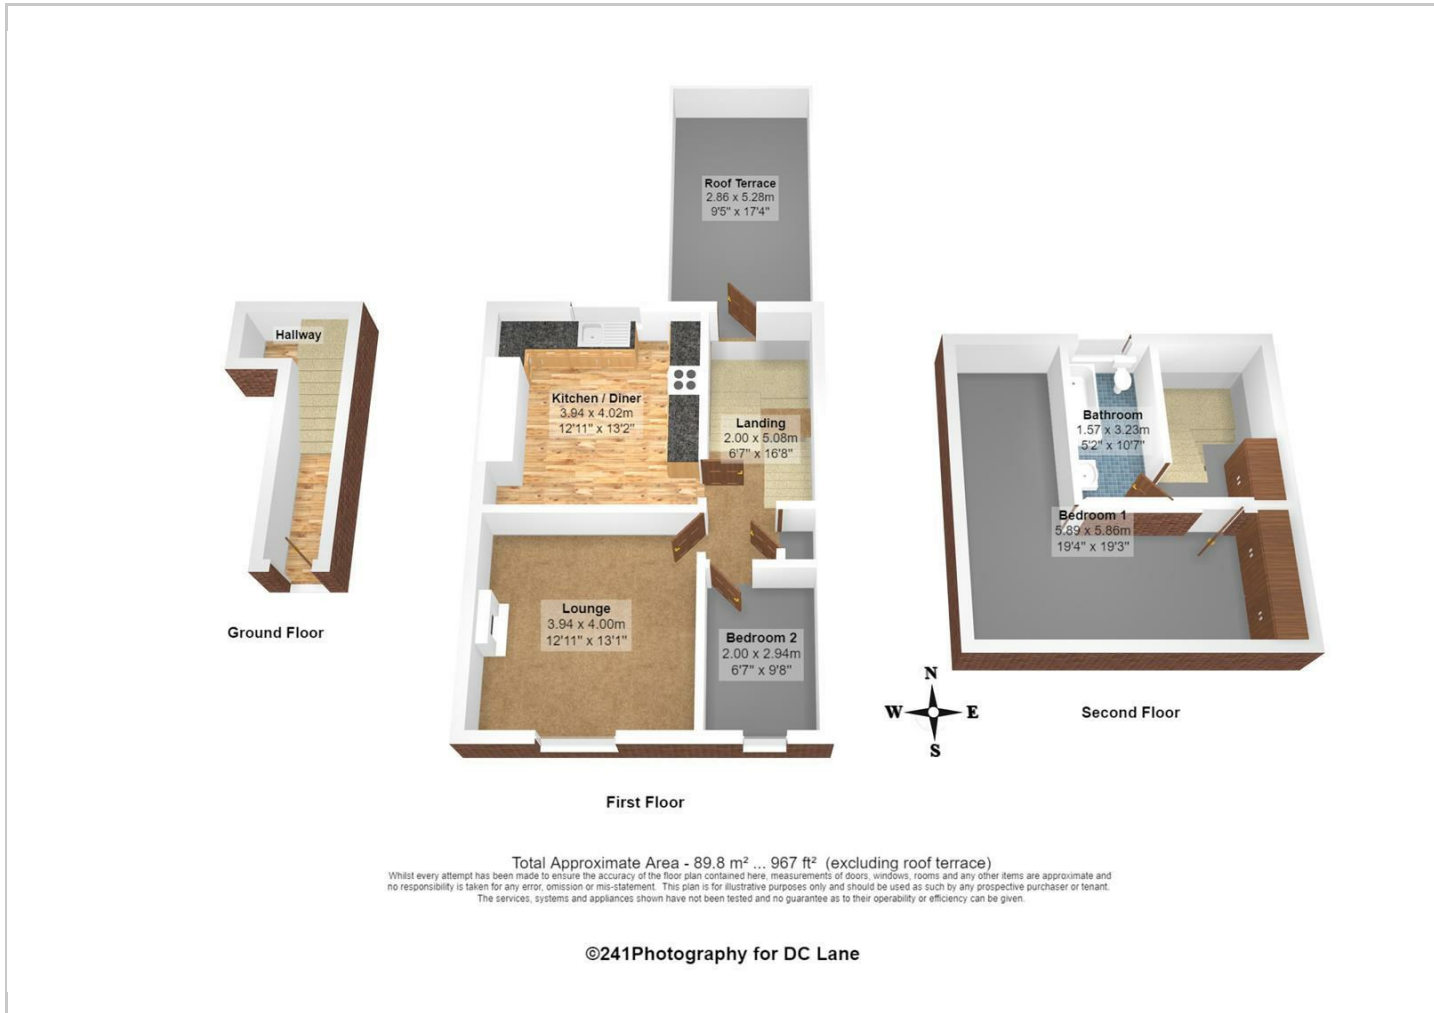 Roof Terrace
2.86 x 5.28m
9'5" x 17'4"
Hallway
Kitchen / Diner
3.94 x 4.02m
12'11" x 13'2"
Landing
2.00 x 5.08m
6'7" x 16'8"
Bathroom
1.57 x 3.23m
5'2" x 10'7"
Bedroom 1
5.89 x 5.86m
19'4" x 19'3"
Lounge
3.94 x 4.00m
12'11" x 13'1"
Bedroom 2
2.00 x 2.94m
6'7" x 9'8"
Ground Floor
N
W E
S
Second Floor
First Floor
Total Approximate Area - 89.8 m² ... 967 ft² (excluding roof terrace)
Whilst every attempt has been made to ensure the accuracy of the floor plan contained here, measurements of doors, windows, rooms and any other items are approximate and
no responsibility is taken for any error, omission or mis-statement. This plan is for illustrative purposes only and should be used as such by any prospective purchaser or tenant.
The services, systems and appliances shown have not been tested and no guarantee as to their operability or efficiency can be given.
©241Photography for DC Lane